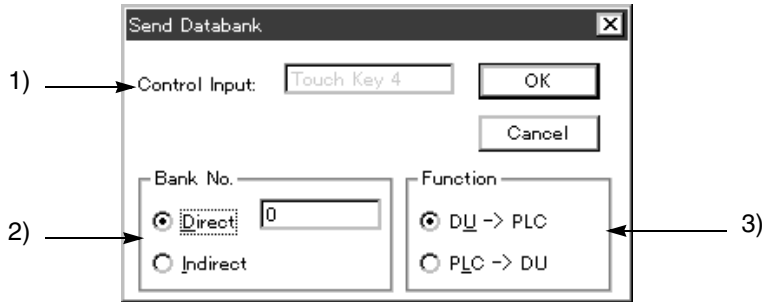 Send Databank
1)
Control Input:
Touch Key 4
OK
Cancel
Bank No.
Function
2)
Direct
0
DU -> PLC
3)
Indirect
PLC -> DU